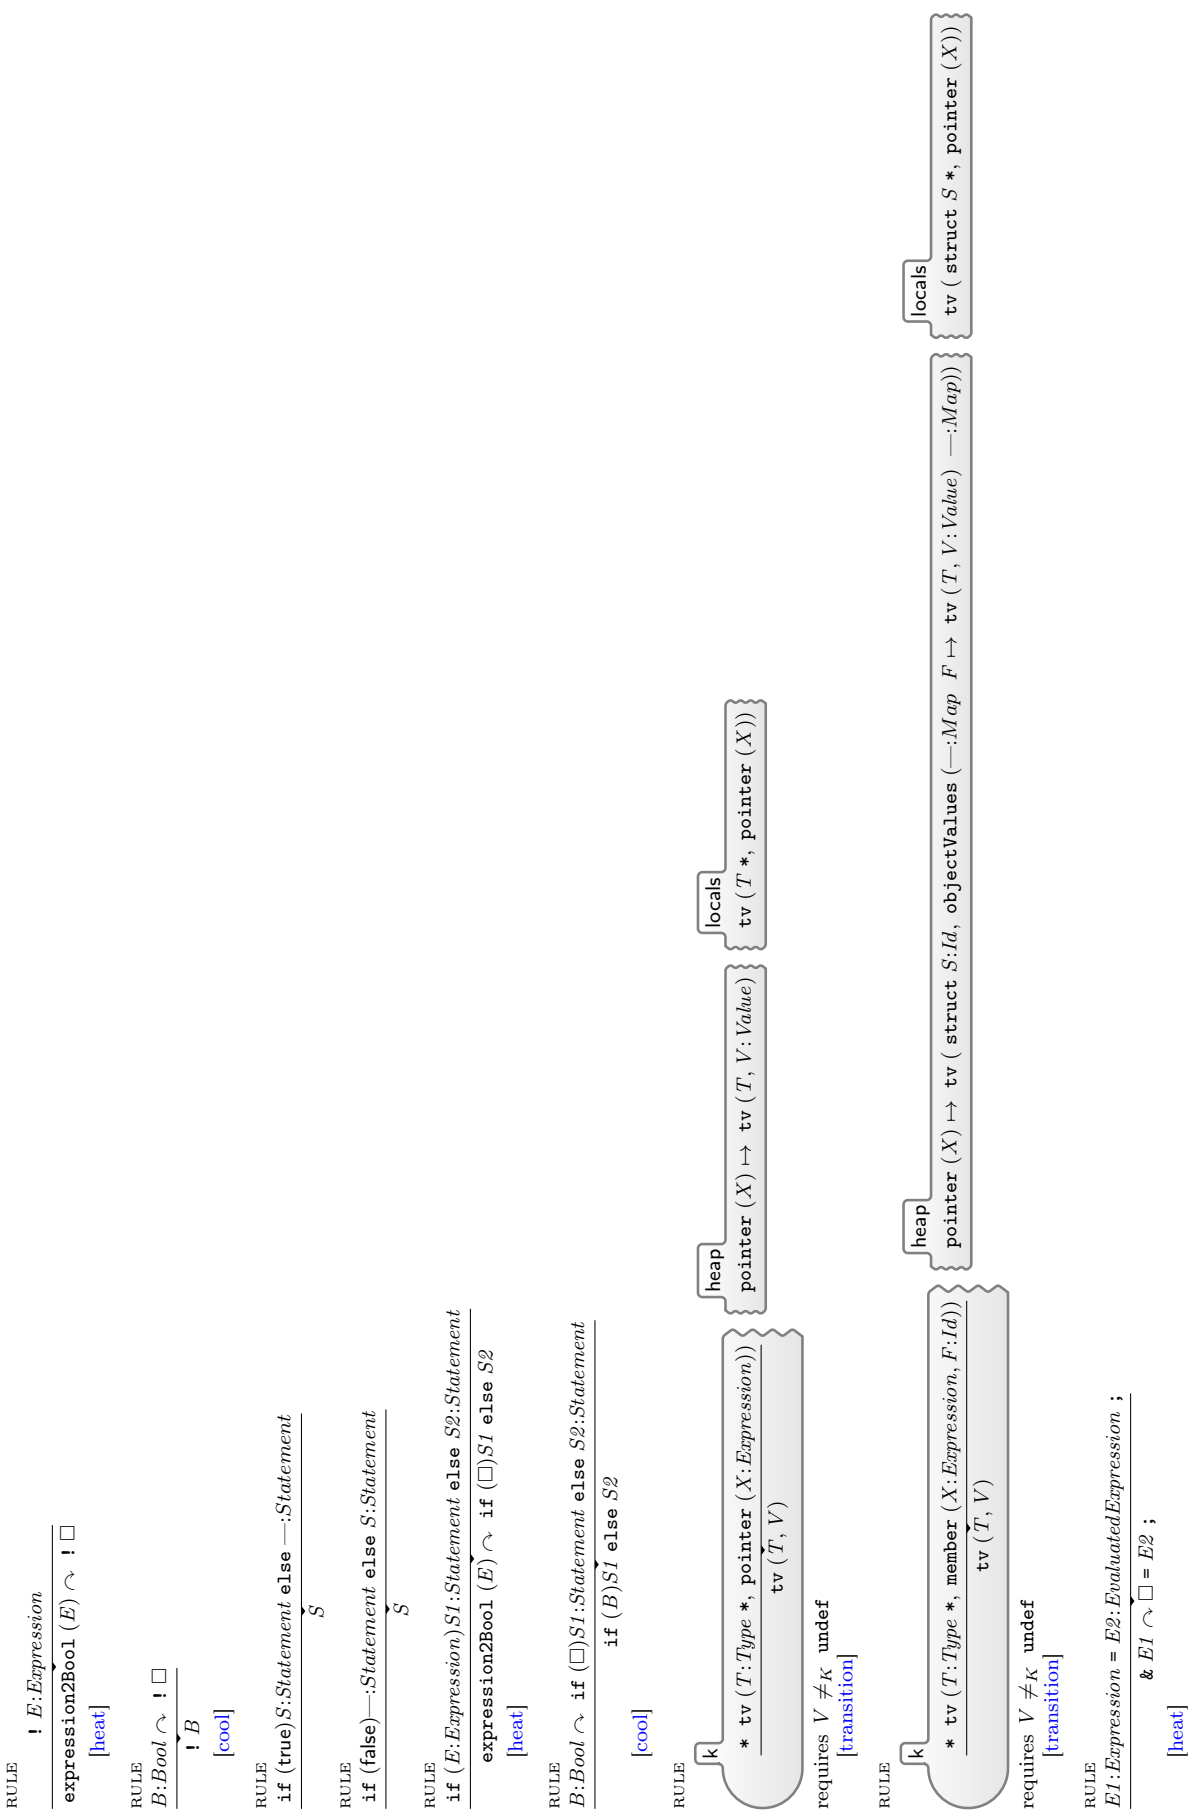 RULE
! E:Expression
expression2Bool (E) ↷ ! □
[heat]
RULE
B:Bool ↷ ! □
! B
[cool]
RULE
if (true)S:Statement else —:Statement
S
RULE
if (false)—:Statement else S:Statement
S
RULE
if (E:Expression)S1:Statement else S2:Statement
expression2Bool (E) ↷ if (□)S1 else S2
[heat]
RULE
B:Bool ↷ if (□)S1:Statement else S2:Statement
if (B)S1 else S2
[cool]
RULE
k
* tv (T:Type *, pointer (X:Expression))
tv (T, V)
heap
pointer (X) ↦ tv (T, V:Value)
locals
tv (T *, pointer (X))
requires V ≠K undef
[transition]
RULE
k
* tv (T:Type *, member (X:Expression, F:Id))
tv (T, V)
heap
pointer (X) ↦ tv ( struct S:Id, objectValues (—:Map F ↦ tv (T, V:Value) —:Map))
locals
tv ( struct S *, pointer (X))
requires V ≠K undef
[transition]
RULE
E1:Expression = E2:EvaluatedExpression ;
& E1 ↷ □ = E2 ;
[heat]